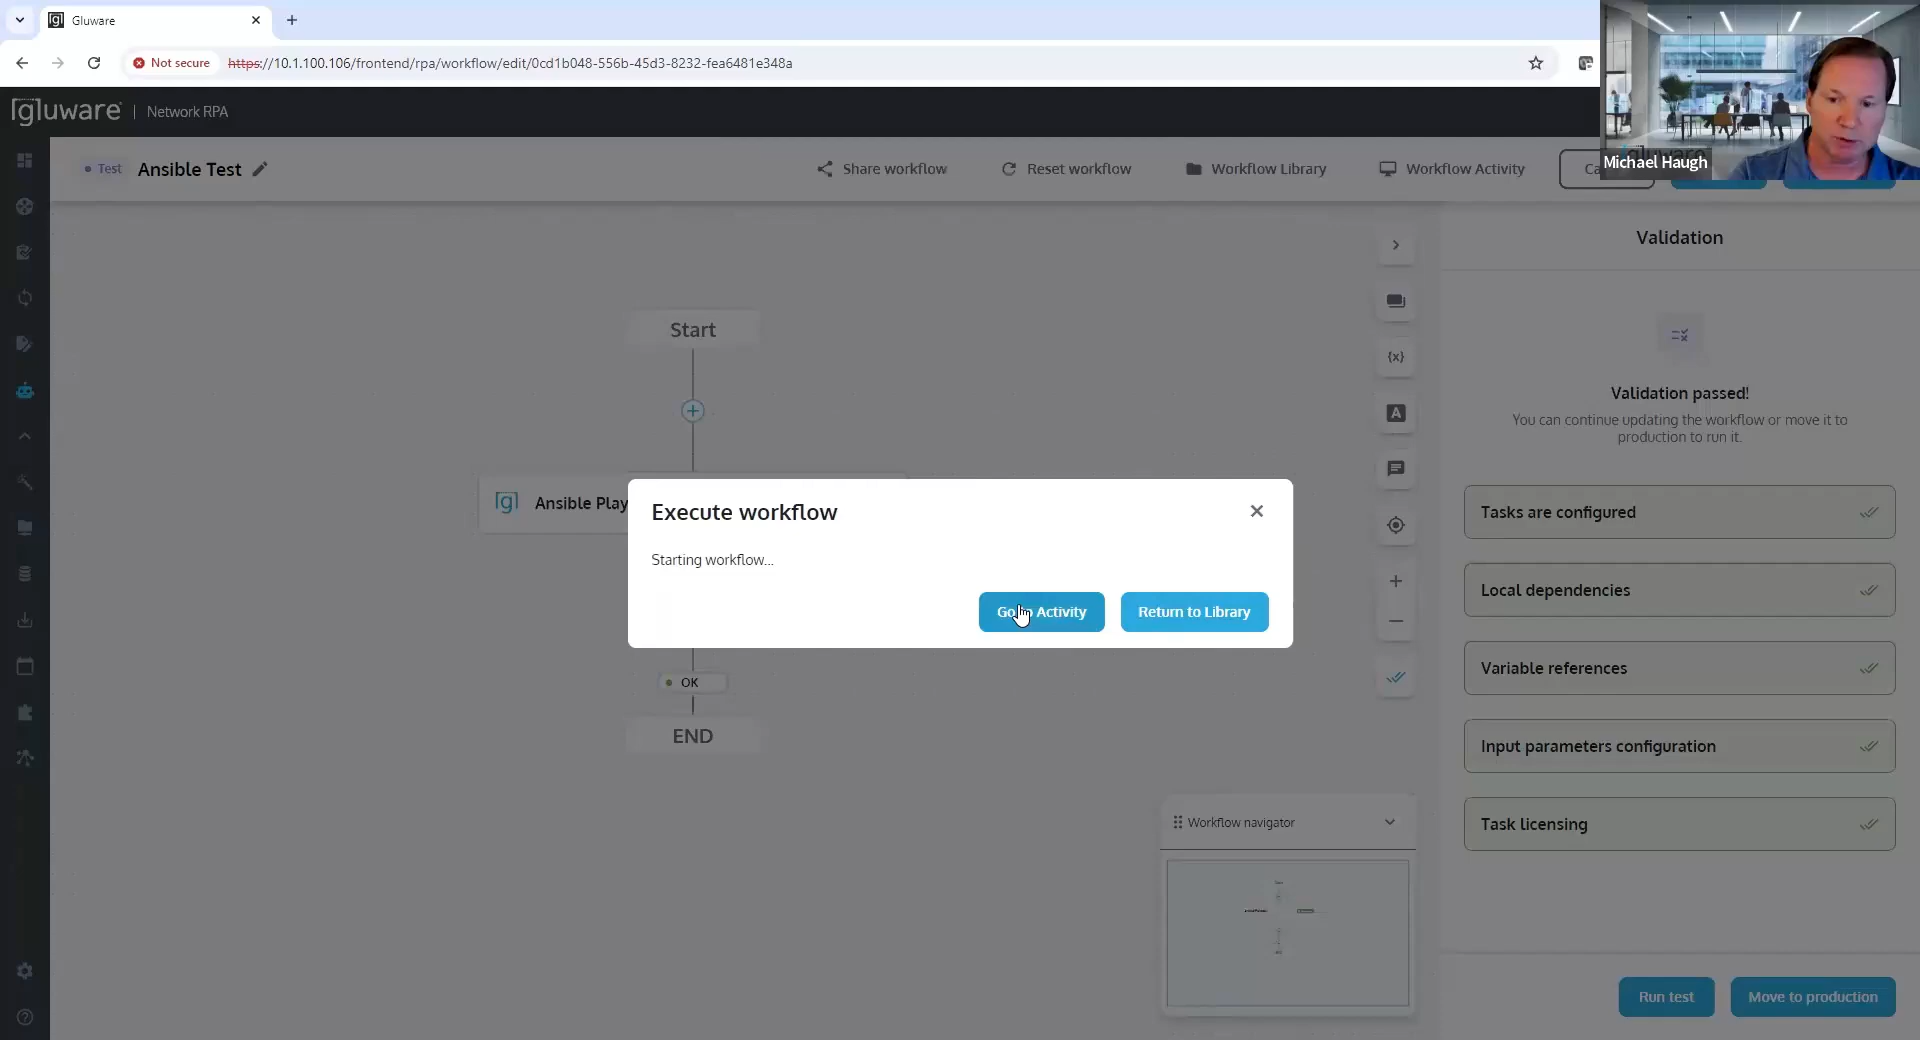 Gluware
Not secure
https://10.1.100.106/frontend/rpa/workflow/edit/0cd1b048-556b-45d3-8232-fea6481e348a
[gluware | Network RPA
Test
Ansible Test
Share workflow
Reset workflow
Workflow Library
Workflow Activity
Michael Haugh
Validation
Start
{x}
Validation passed!
You can continue updating the workflow or move it to
production to run it.
[g]
Ansible Play
A
Execute workflow
Starting workflow...
Activity
Return to Library
Tasks are configured
Local dependencies
Variable references
Input parameters configuration
Task licensing
OK
END
Workflow navigator
Run test
Move to production